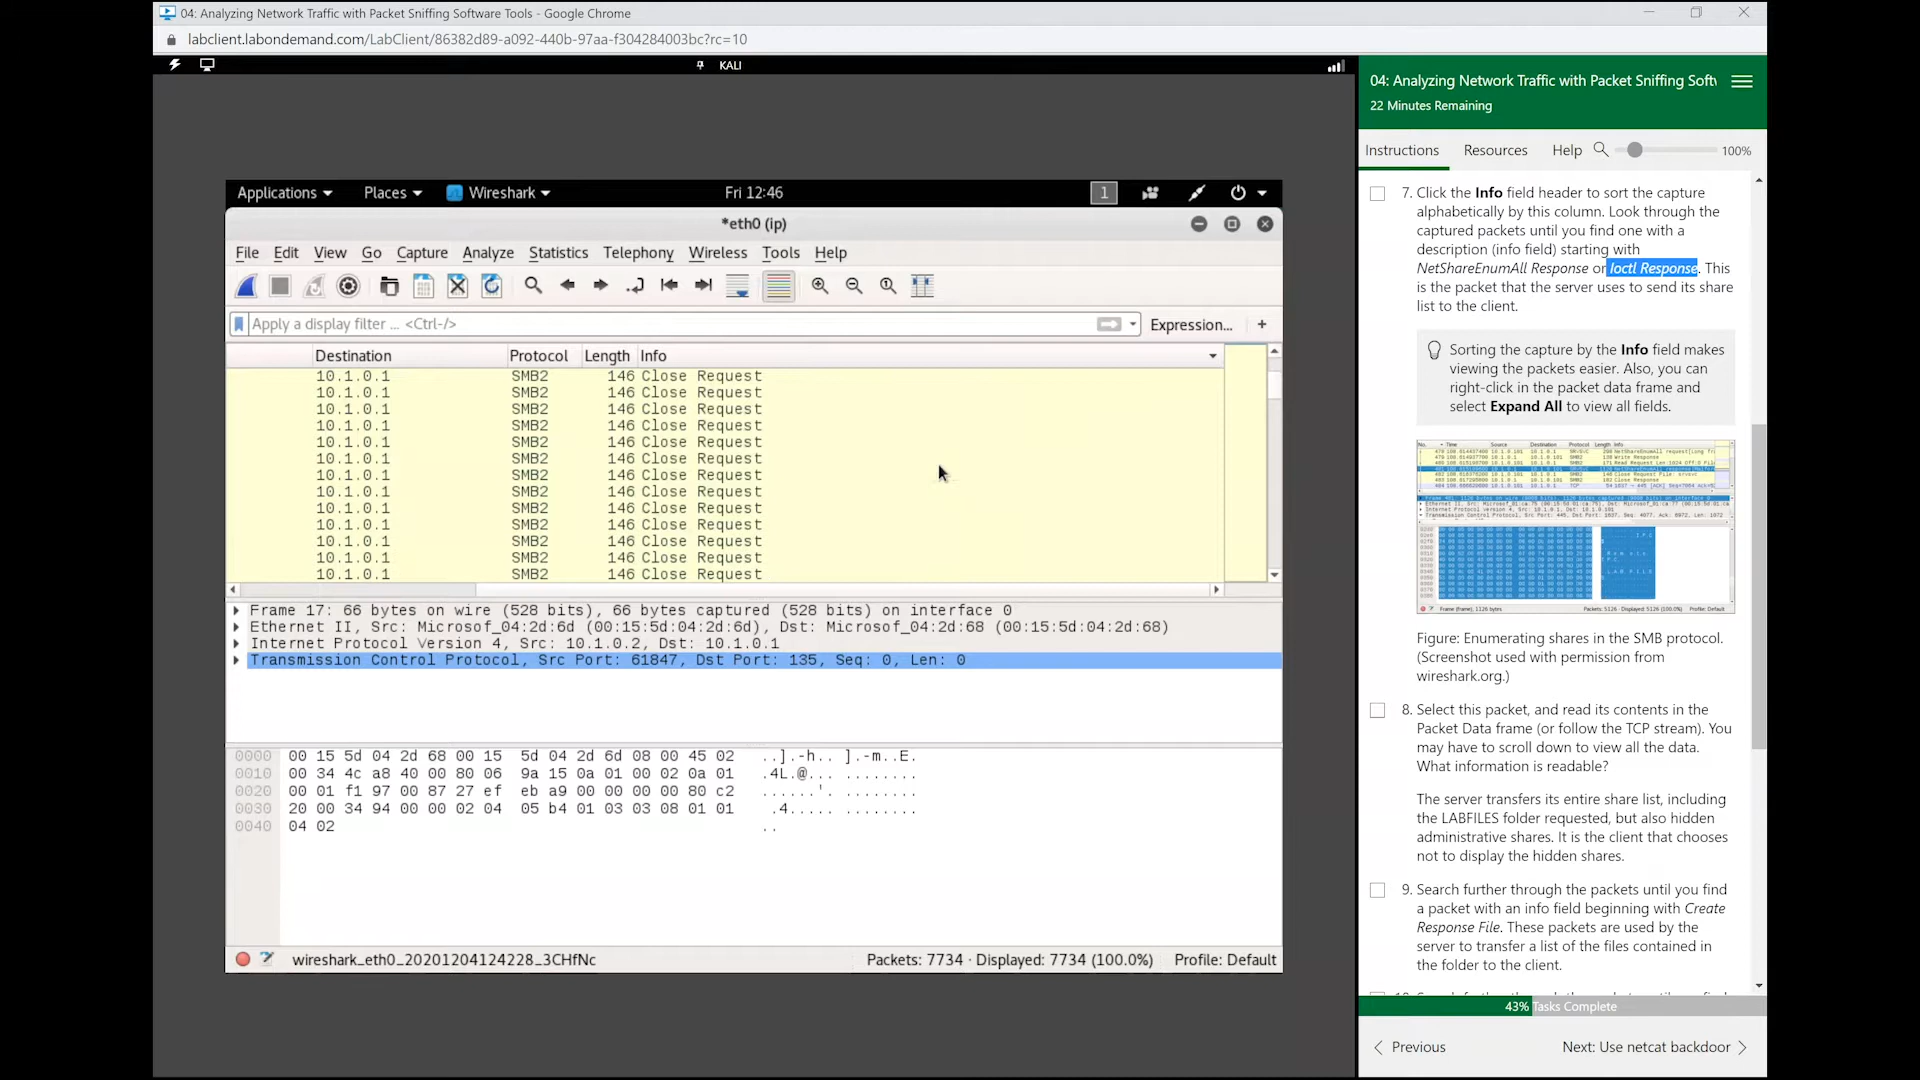 04: Analyzing Network Traffic with Packet Sniffing Software Tools - Google Chrome
labclient.labondemand.com/LabClient/86382d89-a092-440b-97aa-f304284003bc?rc=10
KALI
Applications Places Wireshark Fri 12:46 1
*eth0 (ip)
File Edit View Go Capture Analyze Statistics Telephony Wireless Tools Help
Apply a display filter ... <Ctrl-/> Expression... +
Destination Protocol Length Info
10.1.0.1 SMB2 146 Close Request
10.1.0.1 SMB2 146 Close Request
10.1.0.1 SMB2 146 Close Request
10.1.0.1 SMB2 146 Close Request
10.1.0.1 SMB2 146 Close Request
10.1.0.1 SMB2 146 Close Request
10.1.0.1 SMB2 146 Close Request
10.1.0.1 SMB2 146 Close Request
10.1.0.1 SMB2 146 Close Request
10.1.0.1 SMB2 146 Close Request
10.1.0.1 SMB2 146 Close Request
10.1.0.1 SMB2 146 Close Request
10.1.0.1 SMB2 146 Close Request
Frame 17: 66 bytes on wire (528 bits), 66 bytes captured (528 bits) on interface 0
Ethernet II, Src: Microsof_04:2d:6d (00:15:5d:04:2d:6d), Dst: Microsof_04:2d:68 (00:15:5d:04:2d:68)
Internet Protocol Version 4, Src: 10.1.0.2, Dst: 10.1.0.1
Transmission Control Protocol, Src Port: 61847, Dst Port: 135, Seq: 0, Len: 0
0000 00 15 5d 04 2d 68 00 15 5d 04 2d 6d 08 00 45 02 ..].-h.. ].-m..E.
0010 00 34 4c a8 40 00 80 06 9a 15 0a 01 00 02 0a 01 .4L.@... ........
0020 00 01 f1 97 00 87 27 ef eb a9 00 00 00 00 80 c2 ......'. ........
0030 20 00 34 94 00 00 02 04 05 b4 01 03 03 08 01 01 .4..... ........
0040 04 02 ..
wireshark_eth0_20201204124228_3CHfNc Packets: 7734 · Displayed: 7734 (100.0%) Profile: Default
04: Analyzing Network Traffic with Packet Sniffing Softw
22 Minutes Remaining
Instructions Resources Help 100%
7. Click the Info field header to sort the capture
alphabetically by this column. Look through the
captured packets until you find one with a
description (info field) starting with
NetShareEnumAll Response or Ioctl Response. This
is the packet that the server uses to send its share
list to the client.
Sorting the capture by the Info field makes
viewing the packets easier. Also, you can
right-click in the packet data frame and
select Expand All to view all fields.
Figure: Enumerating shares in the SMB protocol.
(Screenshot used with permission from
wireshark.org.)
8. Select this packet, and read its contents in the
Packet Data frame (or follow the TCP stream). You
may have to scroll down to view all the data.
What information is readable?
The server transfers its entire share list, including
the LABFILES folder requested, but also hidden
administrative shares. It is the client that chooses
not to display the hidden shares.
9. Search further through the packets until you find
a packet with an info field beginning with Create
Response File. These packets are used by the
server to transfer a list of the files contained in
the folder to the client.
43% Tasks Complete
Previous Next: Use netcat backdoor